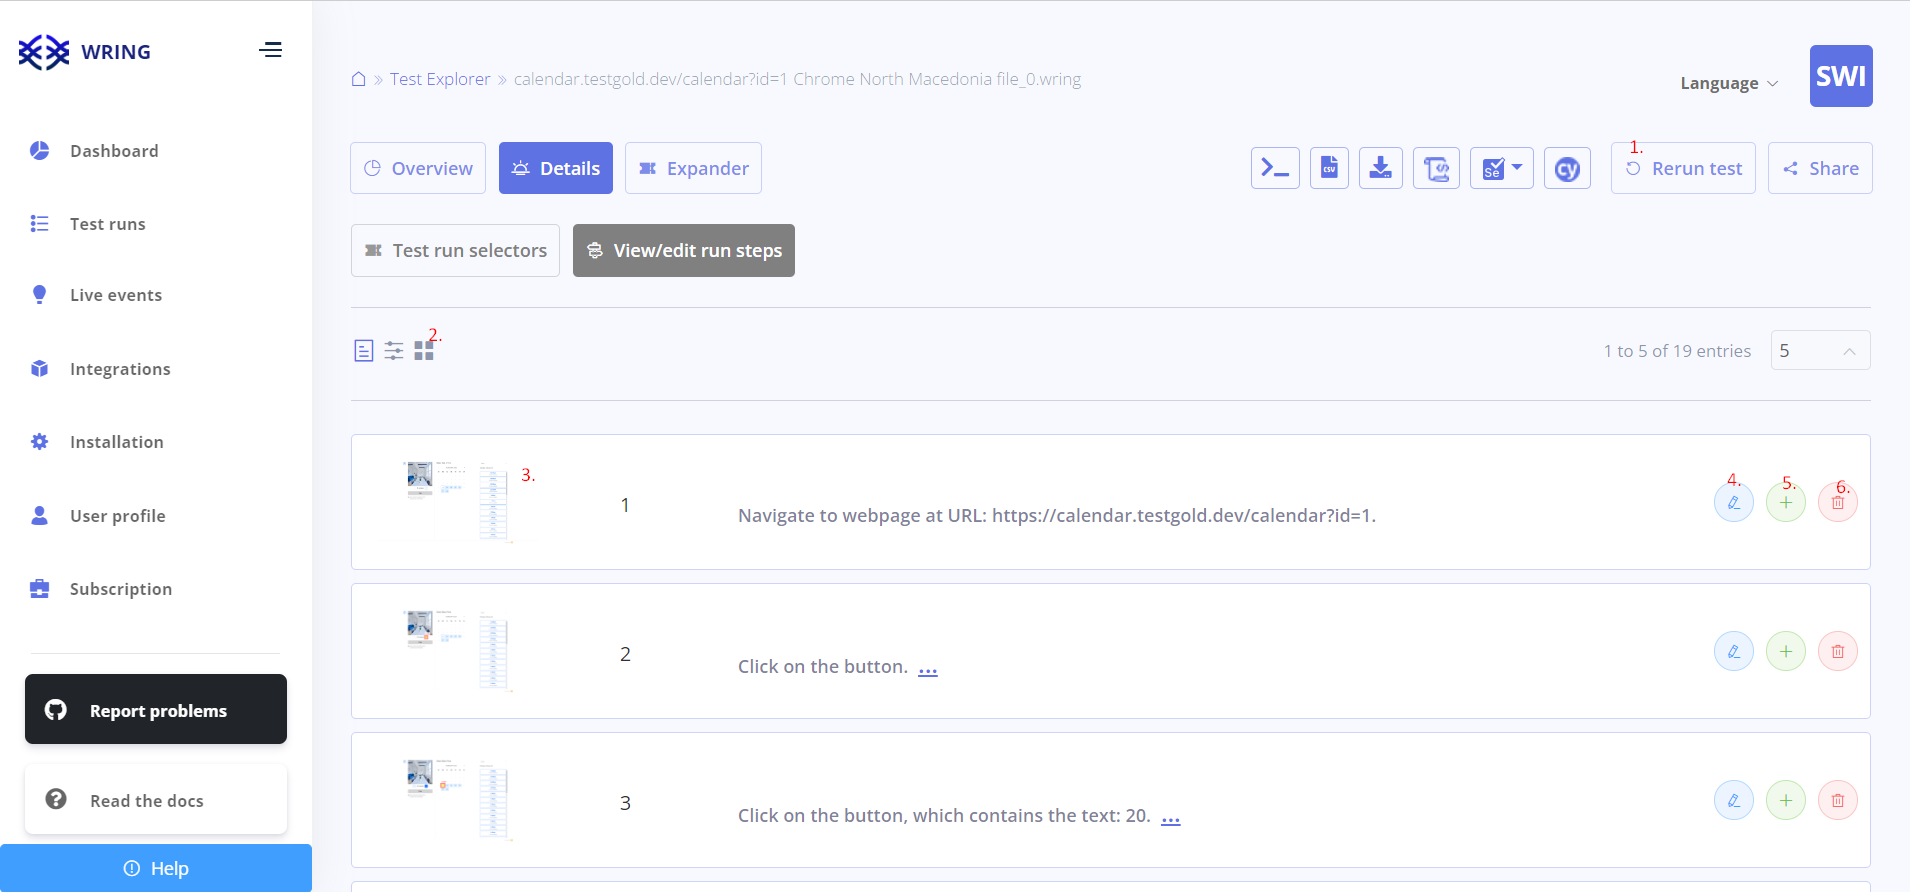 WRING
Test Explorer » calendar.testgold.dev/calendar?id=1 Chrome North Macedonia file_0.wring
Language
SWI
Dashboard
Test runs
Live events
Integrations
Installation
User profile
Subscription
Report problems
Read the docs
Help
Overview
Details
Expander
CSV
Se
cy
1.
Rerun test
Share
Test run selectors
View/edit run steps
2.
1 to 5 of 19 entries
5
3.
1
Navigate to webpage at URL: https://calendar.testgold.dev/calendar?id=1.
4.
5.
6.
2
Click on the button. ...
3
Click on the button, which contains the text: 20. ...